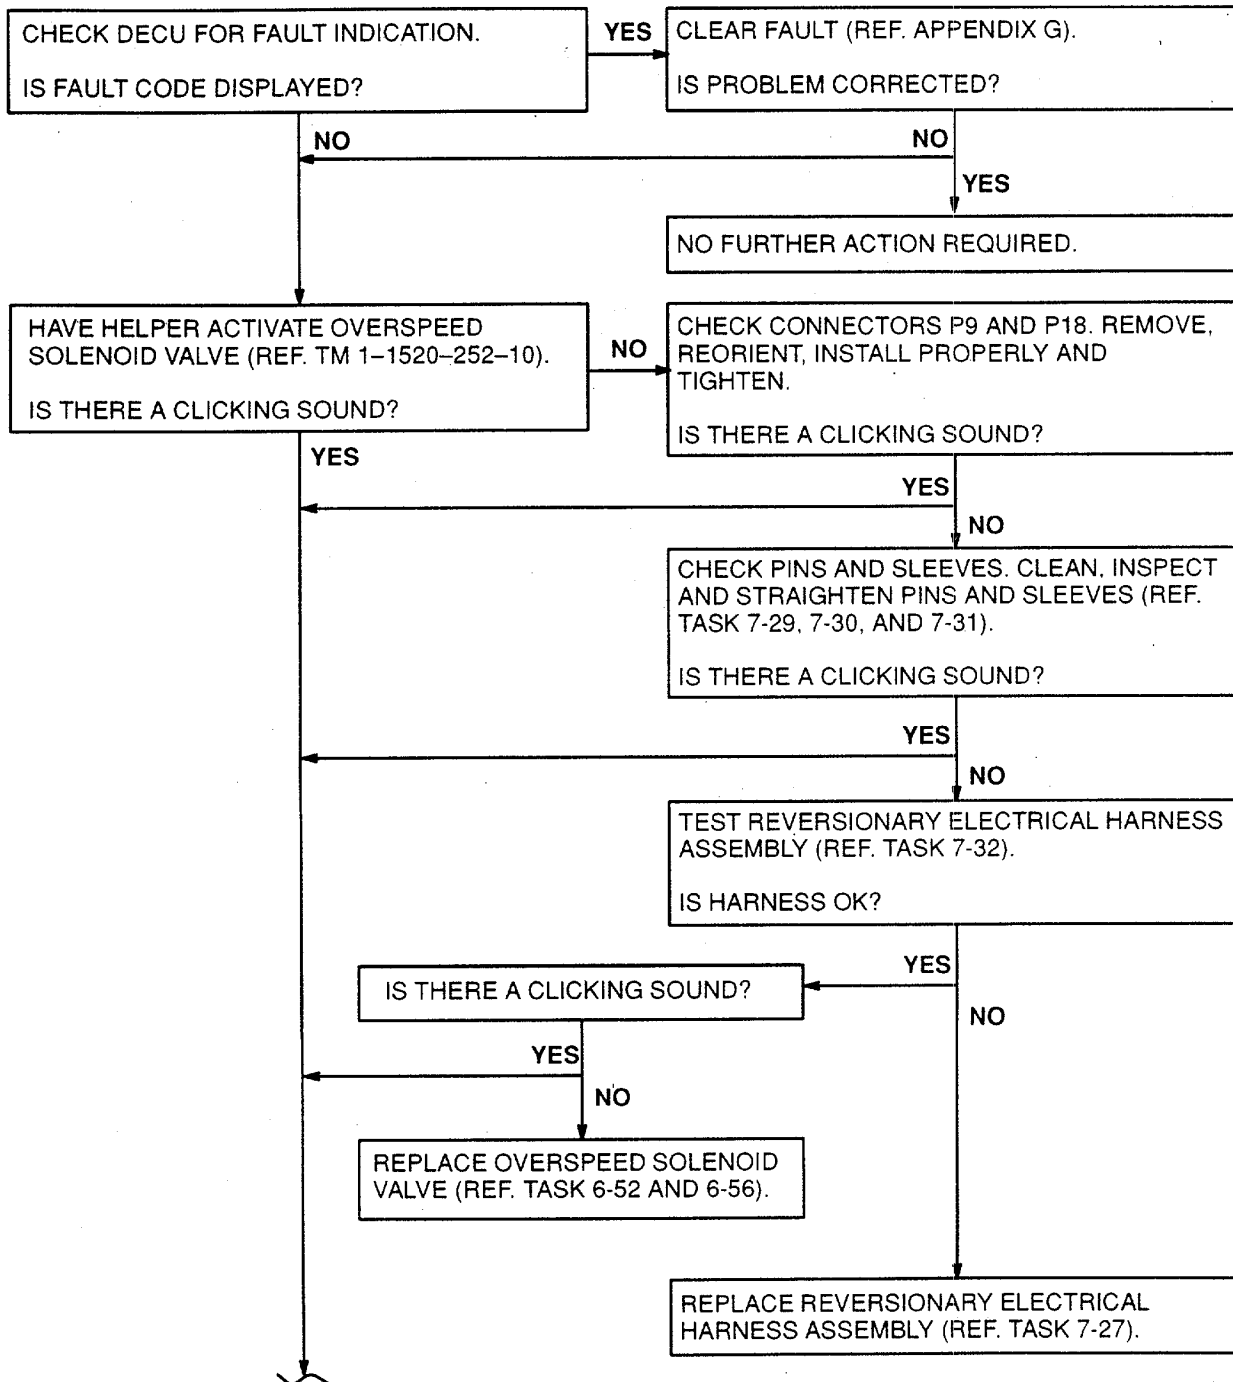 CHECK DECU FOR FAULT INDICATION.
IS FAULT CODE DISPLAYED?
YES
CLEAR FAULT (REF. APPENDIX G).
IS PROBLEM CORRECTED?
NO
NO
YES
NO FURTHER ACTION REQUIRED.
HAVE HELPER ACTIVATE OVERSPEED
SOLENOID VALVE (REF. TM 1–1520–252–10).
IS THERE A CLICKING SOUND?
NO
CHECK CONNECTORS P9 AND P18. REMOVE,
REORIENT, INSTALL PROPERLY AND
TIGHTEN.
IS THERE A CLICKING SOUND?
YES
YES
NO
CHECK PINS AND SLEEVES. CLEAN, INSPECT
AND STRAIGHTEN PINS AND SLEEVES (REF.
TASK 7-29, 7-30, AND 7-31).
IS THERE A CLICKING SOUND?
YES
NO
TEST REVERSIONARY ELECTRICAL HARNESS
ASSEMBLY (REF. TASK 7-32).
IS HARNESS OK?
YES
NO
IS THERE A CLICKING SOUND?
YES
NO
REPLACE OVERSPEED SOLENOID
VALVE (REF. TASK 6-52 AND 6-56).
REPLACE REVERSIONARY ELECTRICAL
HARNESS ASSEMBLY (REF. TASK 7-27).